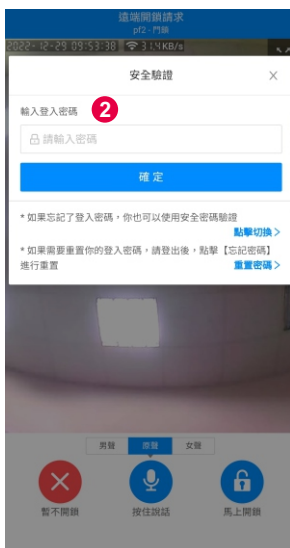 遠端開鎖請求
pf2 - 門鎖
2022-12-29 09:53:38 31.4KB/s
安全驗證 ×
輸入登入密碼 2
請輸入密碼
確定
* 如果忘記了登入密碼，你也可以使用安全密碼驗證
點擊切換 >
* 如果需要重置你的登入密碼，請登出後，點擊【忘記密碼】
進行重置 重置密碼 >
男聲 原聲 女聲
暫不開鎖 按住說話 馬上開鎖